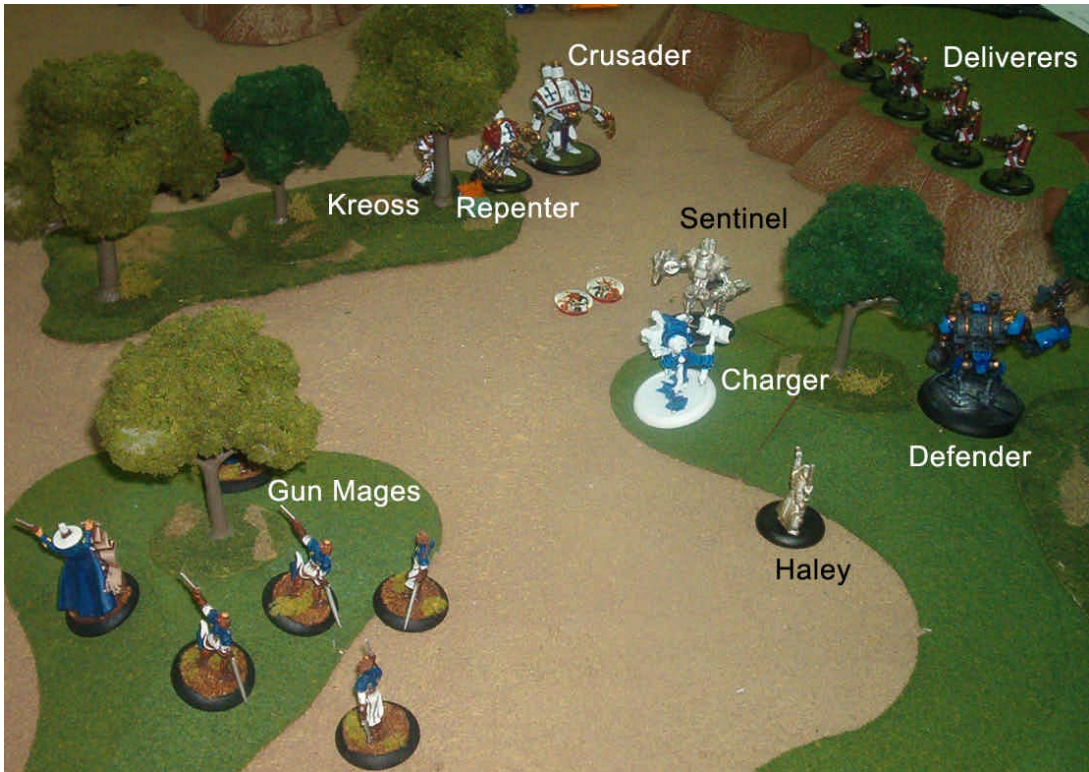 Crusader
Deliverers
Kreoss
Repenter
Sentinel
Charger
Defender
Gun Mages
Haley